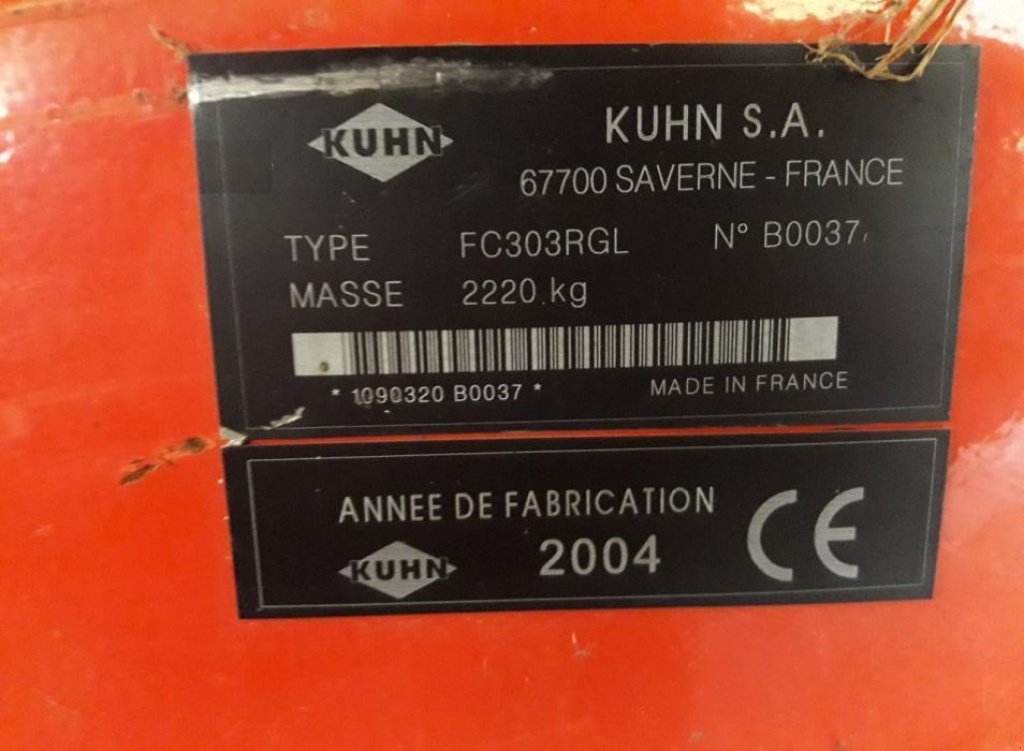 KUHN
KUHN S.A.
67700 SAVERNE - FRANCE
TYPE FC303RGL N° B0037
MASSE 2220 kg
* 1090320 B0037 *
MADE IN FRANCE
ANNEE DE FABRICATION
KUHN
2004
CE